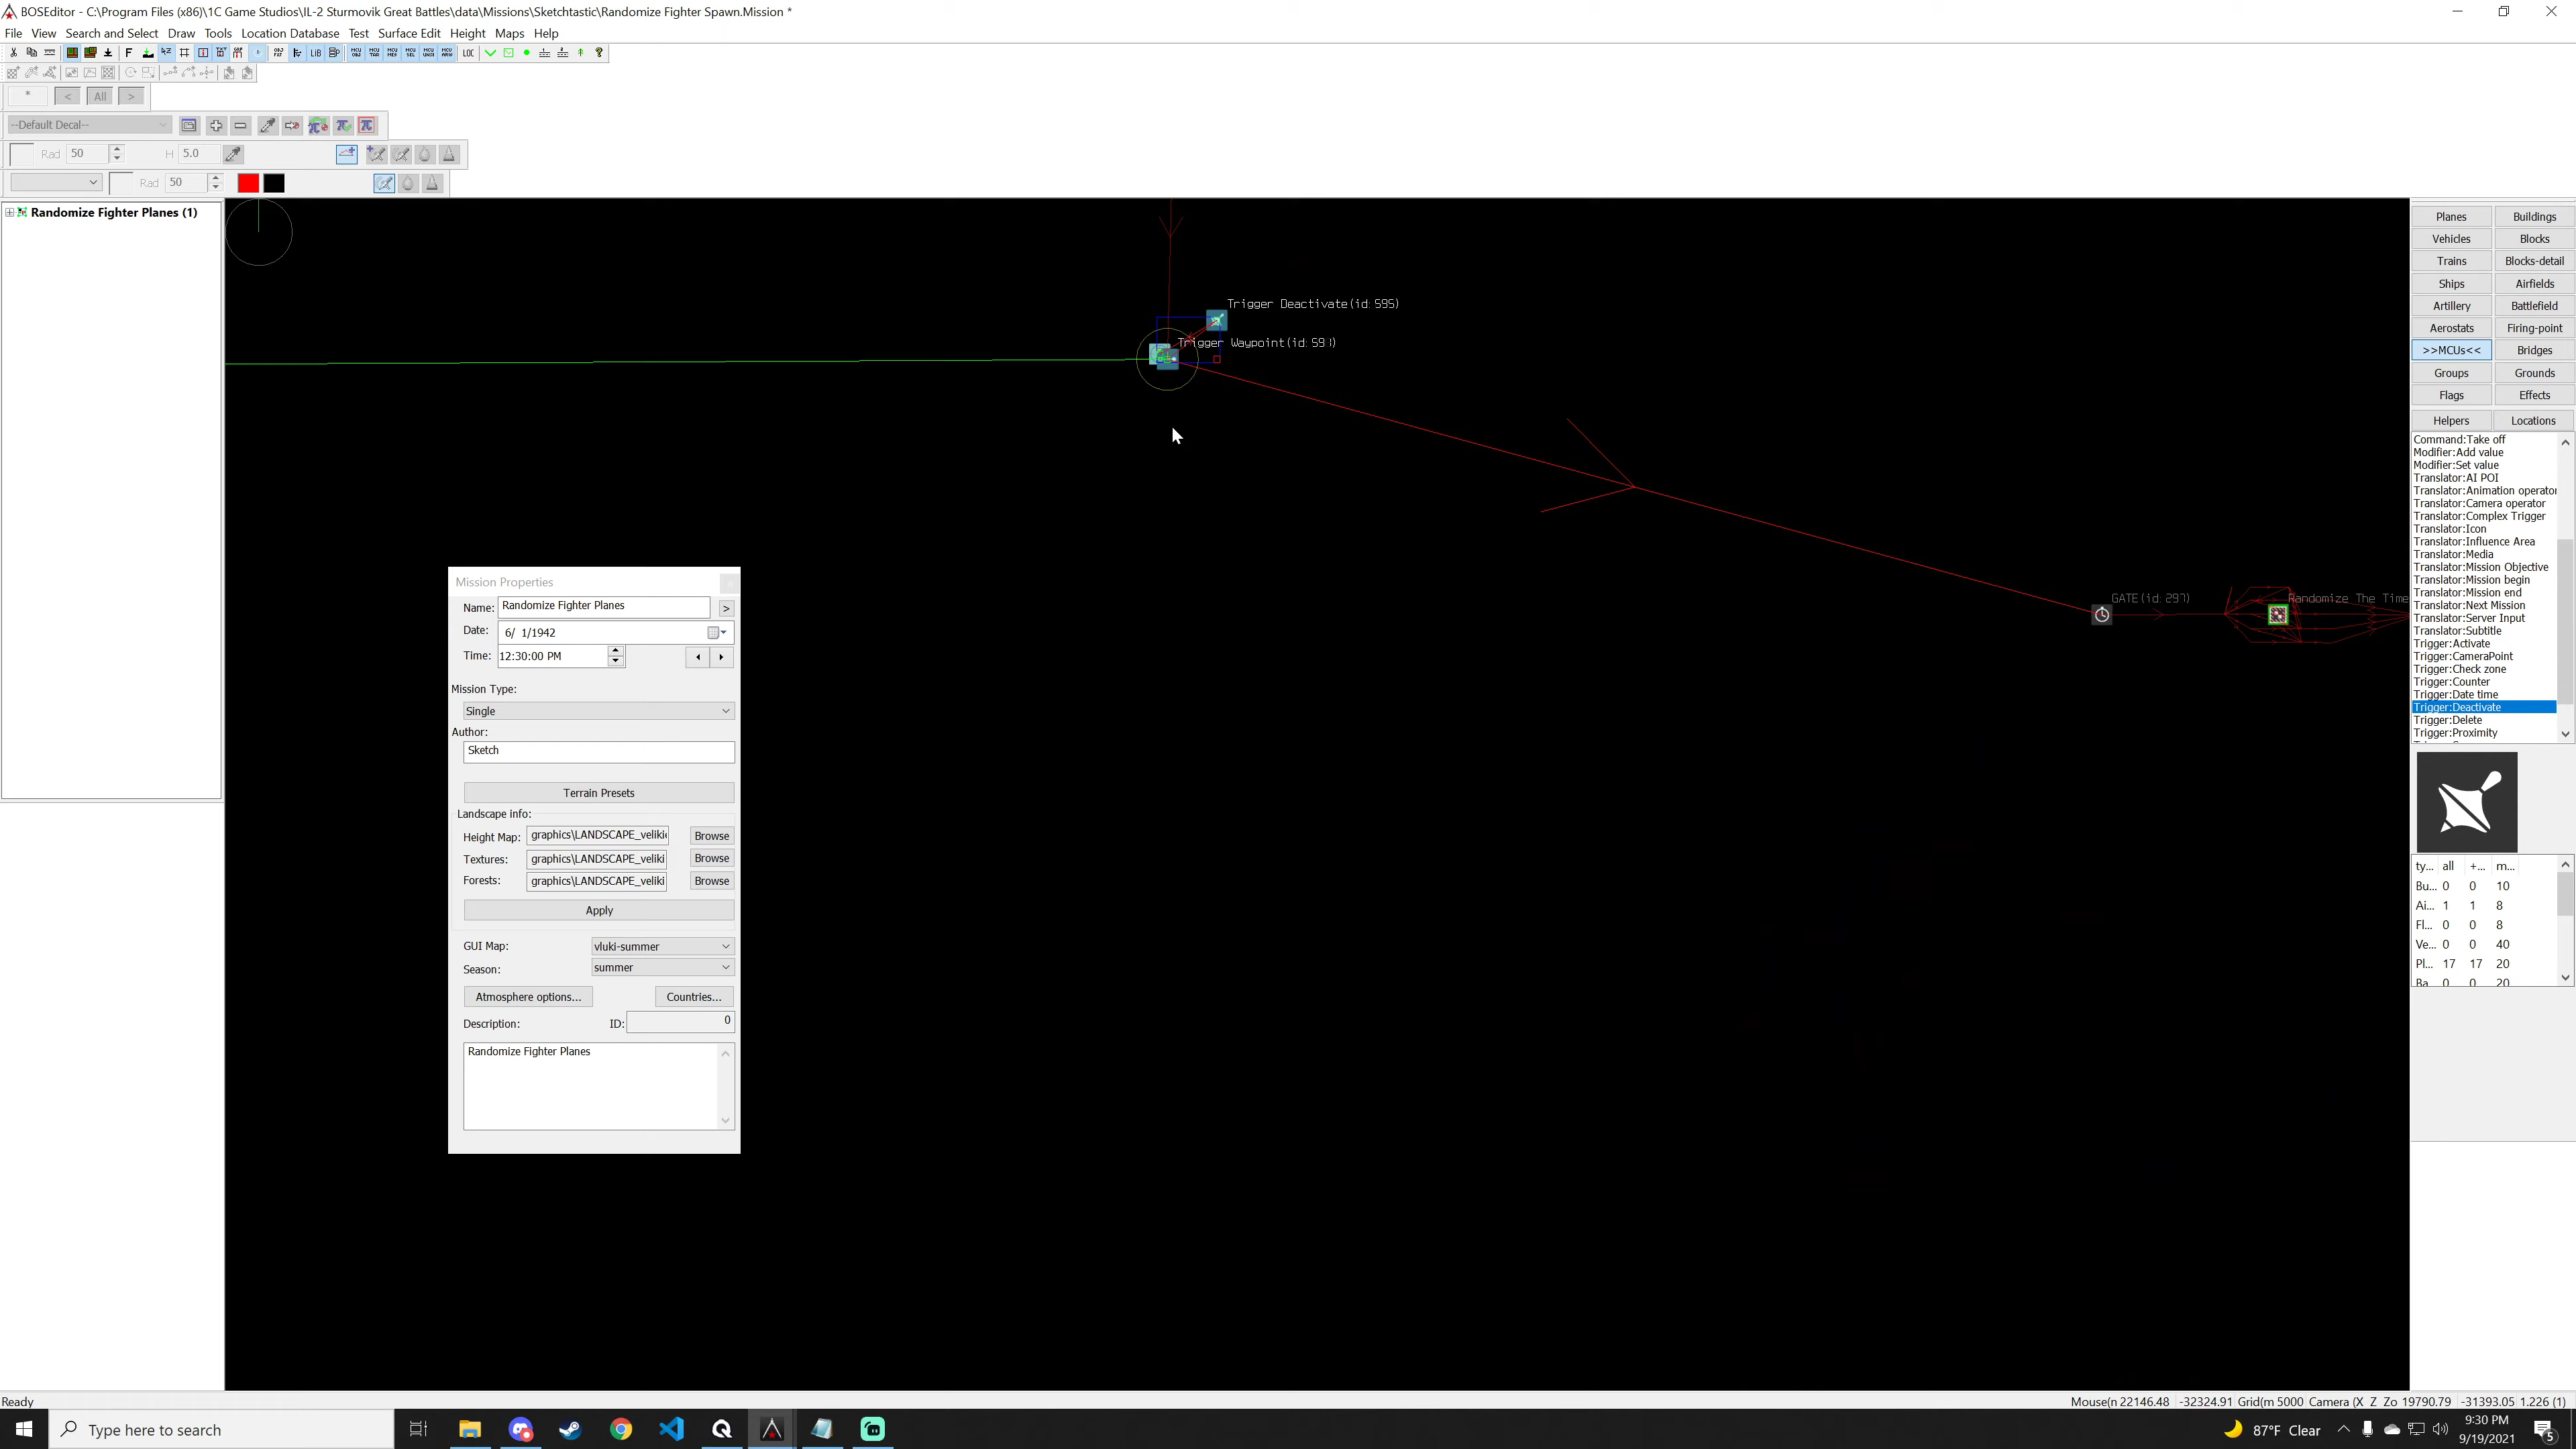 BOSEditor - C:\Program Files (x86)\1C Game Studios\IL-2 Sturmovik Great Battles\data\Missions\Sketchtastic\Randomize Fighter Spawn.Mission *
File View Search and Select Draw Tools Location Database Test Surface Edit Height Maps Help
LOC
* < All >
--Default Decal--
Rad 50 H 5.0
Rad 50
Randomize Fighter Planes (1)
Trigger Deactivate(id: 595)
Trigger Waypoint(id: 593)
GATE(id: 297)
Randomize The Time
Mission Properties
Name: Randomize Fighter Planes >
Date: 6/ 1/1942
Time: 12:30:00 PM
Mission Type:
Single
Author:
Sketch
Terrain Presets
Landscape info:
Height Map: graphics\LANDSCAPE_veliki Browse
Textures: graphics\LANDSCAPE_veliki Browse
Forests: graphics\LANDSCAPE_veliki Browse
Apply
GUI Map: vluki-summer
Season: summer
Atmosphere options... Countries...
Description: ID: 0
Randomize Fighter Planes
Planes Buildings
Vehicles Blocks
Trains Blocks-detail
Ships Airfields
Artillery Battlefield
Aerostats Firing-point
>>MCUs<< Bridges
Groups Grounds
Flags Effects
Helpers Locations
Command:Take off
Modifier:Add value
Modifier:Set value
Translator:AI POI
Translator:Animation operator
Translator:Camera operator
Translator:Complex Trigger
Translator:Icon
Translator:Influence Area
Translator:Media
Translator:Mission Objective
Translator:Mission begin
Translator:Mission end
Translator:Next Mission
Translator:Server Input
Translator:Subtitle
Trigger:Activate
Trigger:CameraPoint
Trigger:Check zone
Trigger:Counter
Trigger:Date time
Trigger:Deactivate
Trigger:Delete
Trigger:Proximity
ty... all +... m...
Bu... 0 0 10
Ai... 1 1 8
Fl... 0 0 8
Ve... 0 0 40
Pl... 17 17 20
Ba 0 0 20
Ready
Mouse(n 22146.48 -32324.91 Grid(m 5000 Camera (X Z Zo 19790.79 -31393.05 1.226 (1)
Type here to search
87°F Clear
9:30 PM
9/19/2021
5